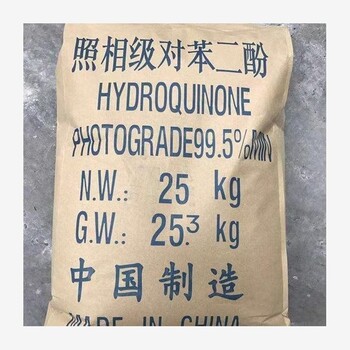 照相级对苯二酚
HYDROQUINONE
PHOTOGRADE99.5%MIN
N.W.: 25 kg
G.W.: 25.3 kg
中国制造
MADE IN CHINA